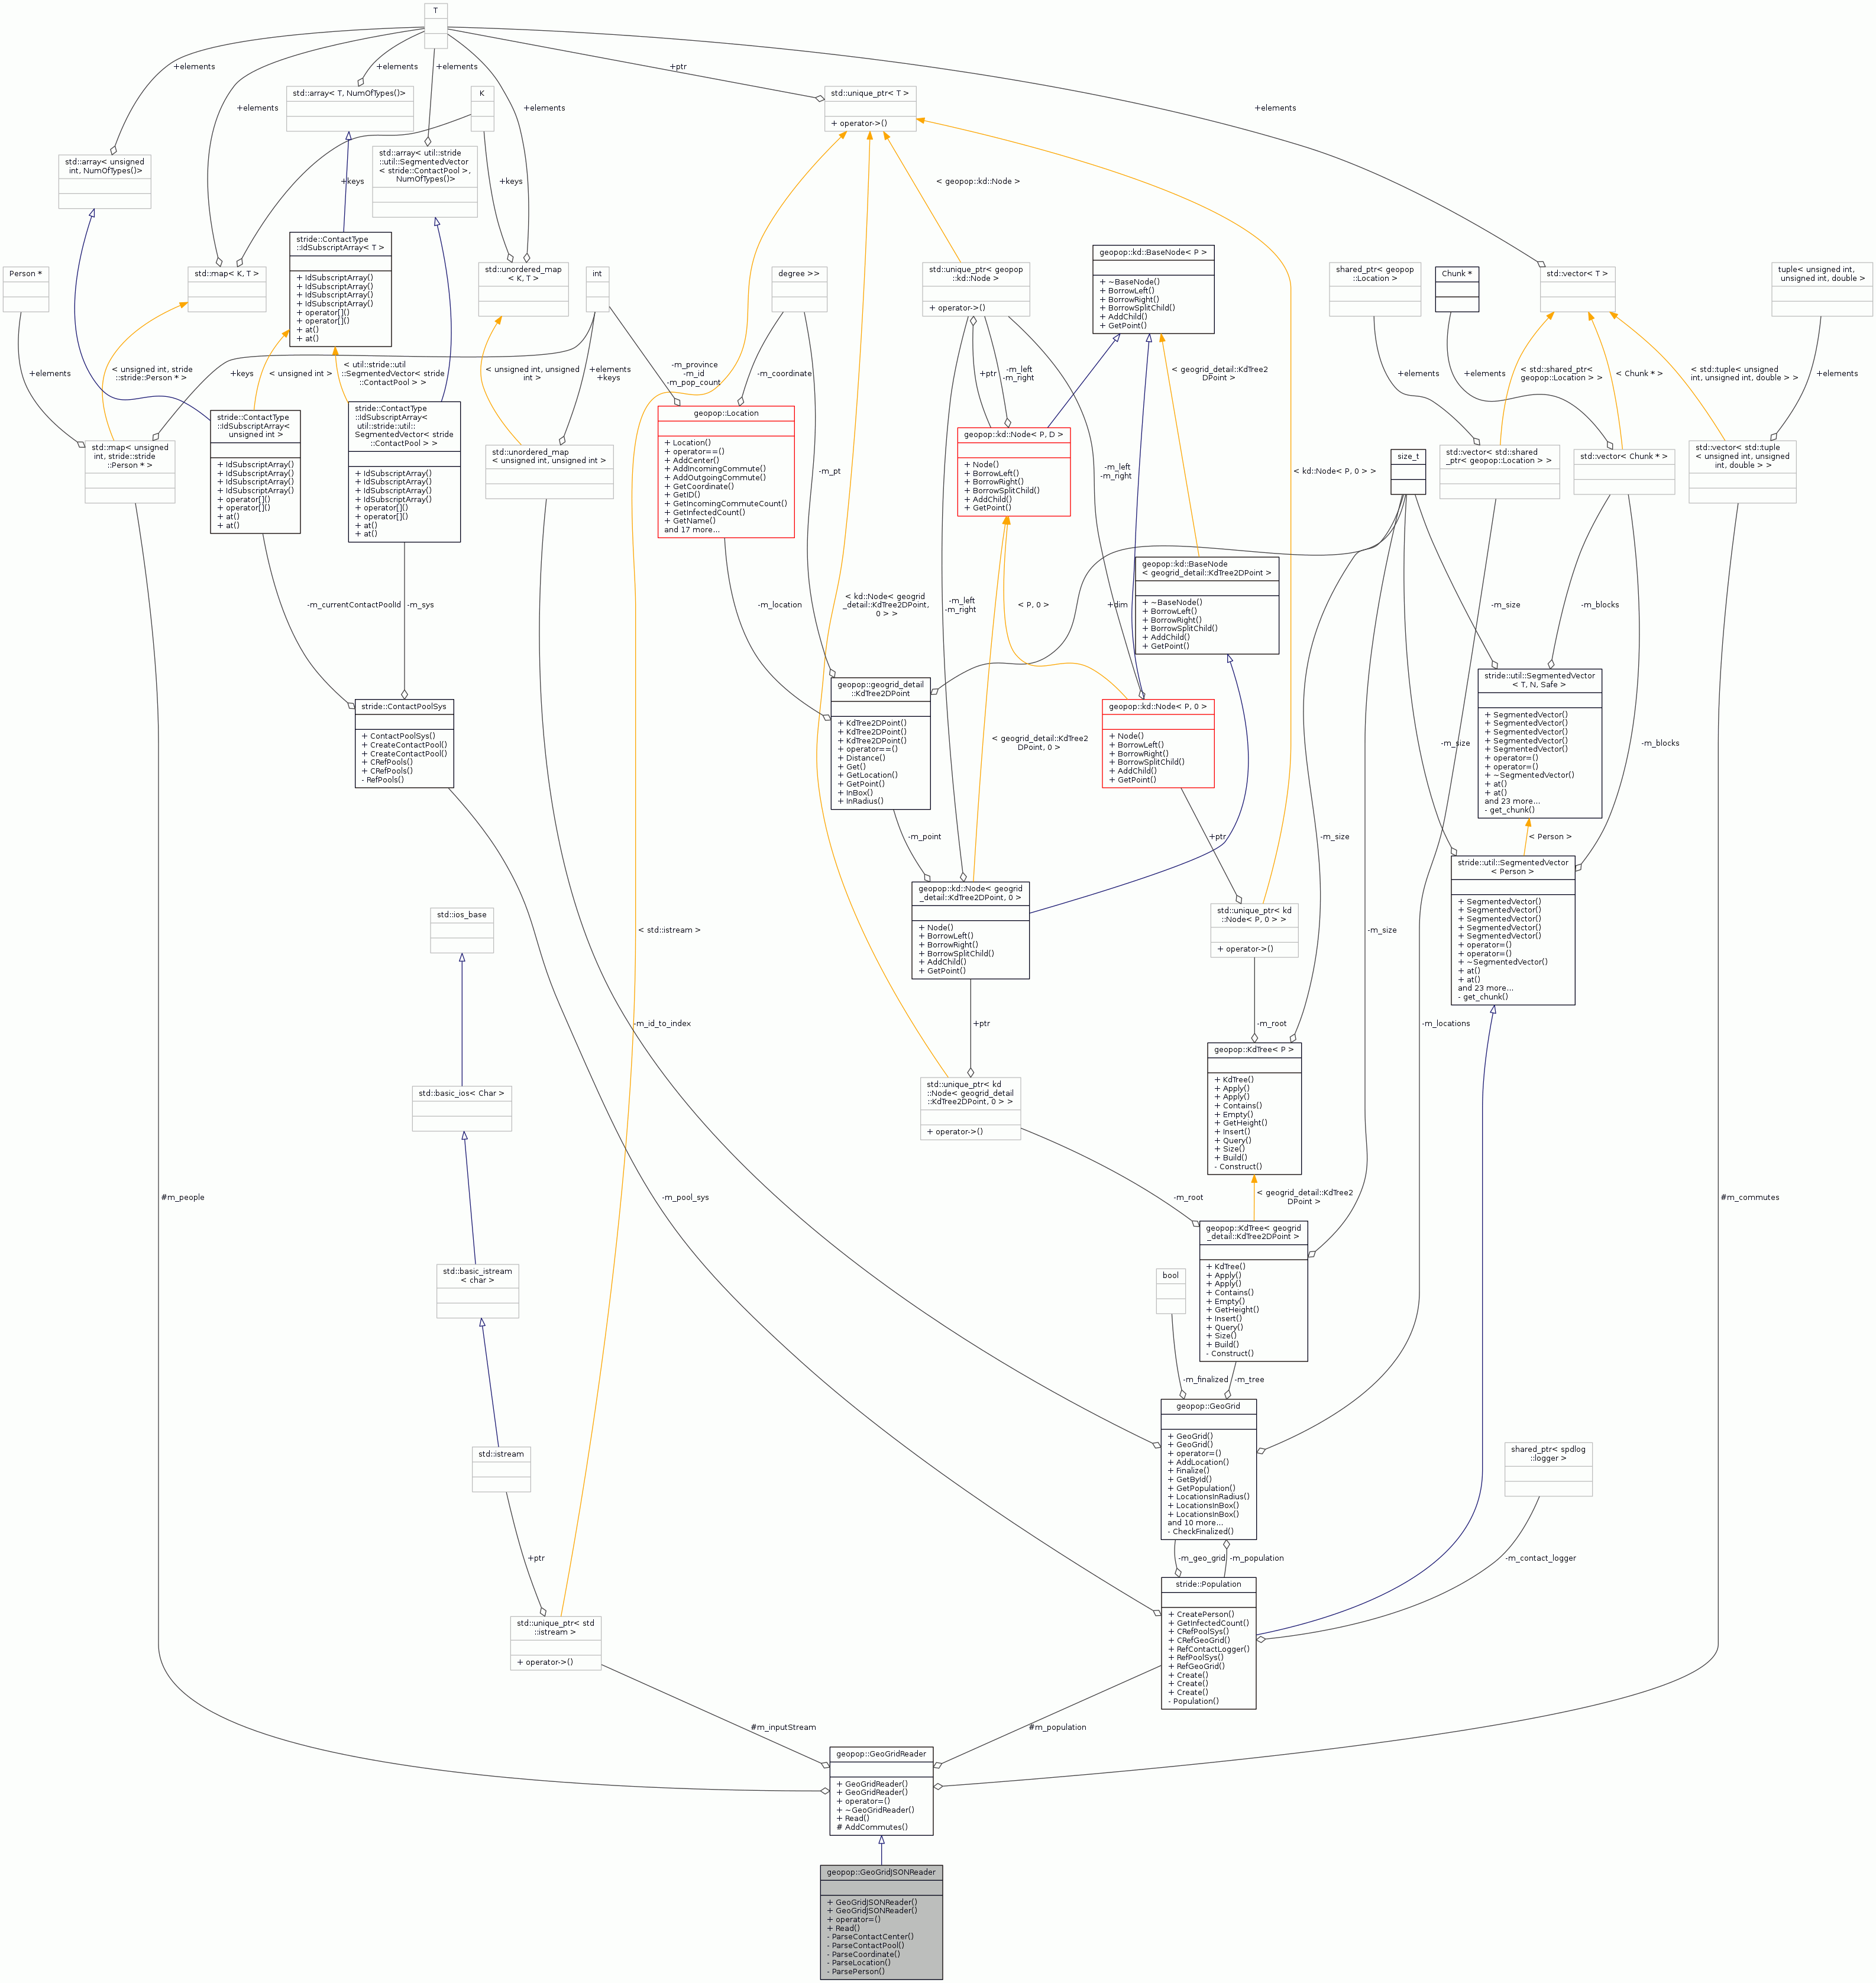 T
+elements
+ptr
std::array< T, NumOfTypes()>
+elements
+elements
K
std::unique_ptr< T >
+ operator->()
+elements
+elements
+elements
std::array< unsigned
int, NumOfTypes()>
std::array< util::stride
::util::SegmentedVector
< stride::ContactPool >,
NumOfTypes()>
+keys
+keys
< geopop::kd::Node >
stride::ContactType
::IdSubscriptArray< T >
+ IdSubscriptArray()
+ IdSubscriptArray()
+ IdSubscriptArray()
+ IdSubscriptArray()
+ operator[]()
+ operator[]()
+ at()
+ at()
geopop::kd::BaseNode< P >
+ ~BaseNode()
+ BorrowLeft()
+ BorrowRight()
+ BorrowSplitChild()
+ AddChild()
+ GetPoint()
Person *
std::map< K, T >
std::unordered_map
< K, T >
int
degree >>
std::unique_ptr< geopop
::kd::Node >
+ operator->()
shared_ptr< geopop
::Location >
Chunk *
std::vector< T >
tuple< unsigned int,
unsigned int, double >
+elements
< unsigned int, stride
::stride::Person * >
+keys
< unsigned int >
< util::stride::util
::SegmentedVector< stride
::ContactPool > >
< unsigned int, unsigned
int >
+elements
+keys
-m_province
-m_id
-m_pop_count
-m_coordinate
+ptr
-m_left
-m_right
< geogrid_detail::KdTree2
DPoint >
+elements
+elements
< std::shared_ptr<
geopop::Location > >
< Chunk * >
< std::tuple< unsigned
int, unsigned int, double > >
+elements
stride::ContactType
::IdSubscriptArray<
unsigned int >
+ IdSubscriptArray()
+ IdSubscriptArray()
+ IdSubscriptArray()
+ IdSubscriptArray()
+ operator[]()
+ operator[]()
+ at()
+ at()
stride::ContactType
::IdSubscriptArray<
util::stride::util::
SegmentedVector< stride
::ContactPool > >
+ IdSubscriptArray()
+ IdSubscriptArray()
+ IdSubscriptArray()
+ IdSubscriptArray()
+ operator[]()
+ operator[]()
+ at()
+ at()
geopop::Location
+ Location()
+ operator==()
+ AddCenter()
+ AddIncomingCommute()
+ AddOutgoingCommute()
+ GetCoordinate()
+ GetID()
+ GetIncomingCommuteCount()
+ GetInfectedCount()
+ GetName()
and 17 more...
geopop::kd::Node< P, D >
+ Node()
+ BorrowLeft()
+ BorrowRight()
+ BorrowSplitChild()
+ AddChild()
+ GetPoint()
std::map< unsigned
int, stride::stride
::Person * >
std::unordered_map
< unsigned int, unsigned int >
-m_pt
-m_left
-m_right
< kd::Node< P, 0 > >
size_t
std::vector< std::shared
_ptr< geopop::Location > >
std::vector< Chunk * >
std::vector< std::tuple
< unsigned int, unsigned
int, double > >
-m_currentContactPoolId
-m_sys
-m_location
< kd::Node< geogrid
_detail::KdTree2DPoint,
0 > >
-m_left
-m_right
< P, 0 >
+dim
geopop::kd::BaseNode
< geogrid_detail::KdTree2DPoint >
+ ~BaseNode()
+ BorrowLeft()
+ BorrowRight()
+ BorrowSplitChild()
+ AddChild()
+ GetPoint()
-m_size
-m_blocks
stride::ContactPoolSys
+ ContactPoolSys()
+ CreateContactPool()
+ CreateContactPool()
+ CRefPools()
+ CRefPools()
- RefPools()
geopop::geogrid_detail
::KdTree2DPoint
+ KdTree2DPoint()
+ KdTree2DPoint()
+ KdTree2DPoint()
+ operator==()
+ Distance()
+ Get()
+ GetLocation()
+ GetPoint()
+ InBox()
+ InRadius()
< geogrid_detail::KdTree2
DPoint, 0 >
geopop::kd::Node< P, 0 >
+ Node()
+ BorrowLeft()
+ BorrowRight()
+ BorrowSplitChild()
+ AddChild()
+ GetPoint()
stride::util::SegmentedVector
< T, N, Safe >
+ SegmentedVector()
+ SegmentedVector()
+ SegmentedVector()
+ SegmentedVector()
+ SegmentedVector()
+ operator=()
+ operator=()
+ ~SegmentedVector()
+ at()
+ at()
and 23 more...
- get_chunk()
-m_size
-m_blocks
-m_point
+ptr
-m_size
< Person >
geopop::kd::Node< geogrid
_detail::KdTree2DPoint, 0 >
+ Node()
+ BorrowLeft()
+ BorrowRight()
+ BorrowSplitChild()
+ AddChild()
+ GetPoint()
stride::util::SegmentedVector
< Person >
+ SegmentedVector()
+ SegmentedVector()
+ SegmentedVector()
+ SegmentedVector()
+ SegmentedVector()
+ operator=()
+ operator=()
+ ~SegmentedVector()
+ at()
+ at()
and 23 more...
- get_chunk()
std::ios_base
< std::istream >
std::unique_ptr< kd
::Node< P, 0 > >
+ operator->()
-m_size
-m_id_to_index
+ptr
-m_root
-m_locations
std::basic_ios< Char >
std::unique_ptr< kd
::Node< geogrid_detail
::KdTree2DPoint, 0 > >
+ operator->()
geopop::KdTree< P >
+ KdTree()
+ Apply()
+ Apply()
+ Contains()
+ Empty()
+ GetHeight()
+ Insert()
+ Query()
+ Size()
+ Build()
- Construct()
#m_people
-m_pool_sys
-m_root
< geogrid_detail::KdTree2
DPoint >
#m_commutes
std::basic_istream
< char >
bool
geopop::KdTree< geogrid
_detail::KdTree2DPoint >
+ KdTree()
+ Apply()
+ Apply()
+ Contains()
+ Empty()
+ GetHeight()
+ Insert()
+ Query()
+ Size()
+ Build()
- Construct()
-m_finalized
-m_tree
std::istream
geopop::GeoGrid
+ GeoGrid()
+ GeoGrid()
+ operator=()
+ AddLocation()
+ Finalize()
+ GetById()
+ GetPopulation()
+ LocationsInRadius()
+ LocationsInBox()
+ LocationsInBox()
and 10 more...
- CheckFinalized()
shared_ptr< spdlog
::logger >
+ptr
-m_geo_grid
-m_population
-m_contact_logger
std::unique_ptr< std
::istream >
+ operator->()
stride::Population
+ CreatePerson()
+ GetInfectedCount()
+ CRefPoolSys()
+ CRefGeoGrid()
+ RefContactLogger()
+ RefPoolSys()
+ RefGeoGrid()
+ Create()
+ Create()
+ Create()
- Population()
#m_inputStream
#m_population
geopop::GeoGridReader
+ GeoGridReader()
+ GeoGridReader()
+ operator=()
+ ~GeoGridReader()
+ Read()
# AddCommutes()
geopop::GeoGridJSONReader
+ GeoGridJSONReader()
+ GeoGridJSONReader()
+ operator=()
+ Read()
- ParseContactCenter()
- ParseContactPool()
- ParseCoordinate()
- ParseLocation()
- ParsePerson()